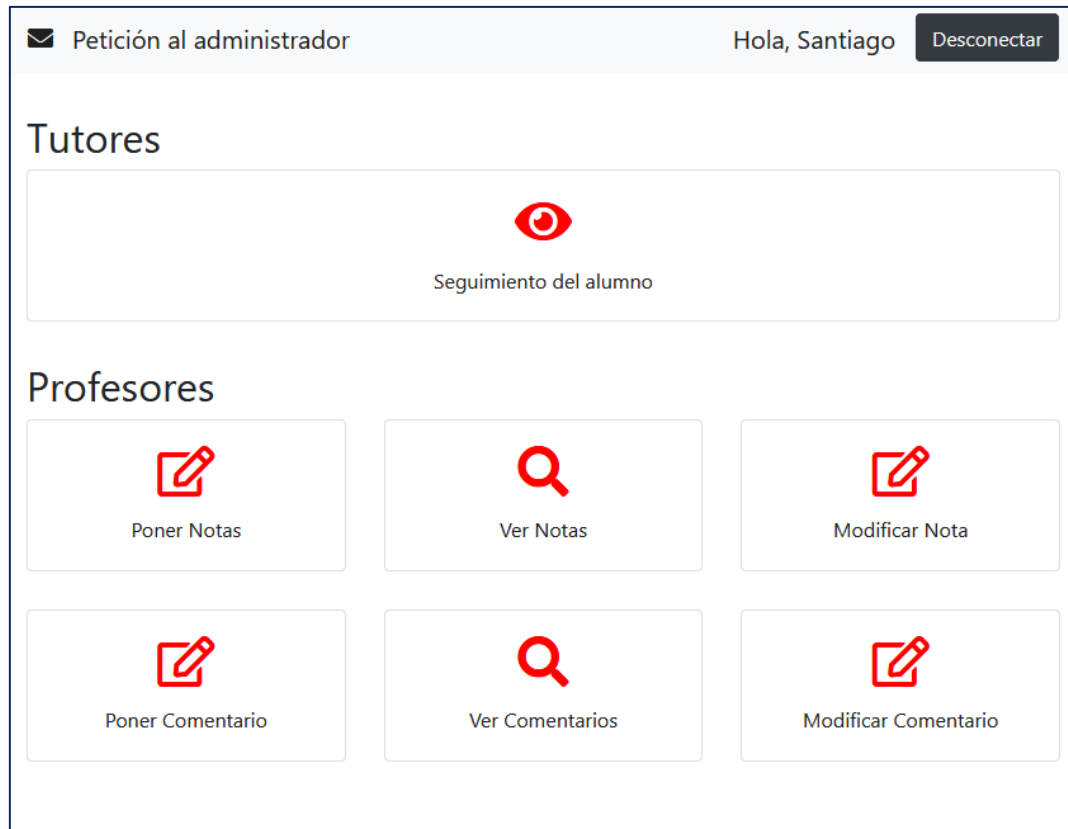 Petición al administrador
Hola, Santiago
Desconectar
Tutores
Seguimiento del alumno
Profesores
Poner Notas
Ver Notas
Modificar Nota
Poner Comentario
Ver Comentarios
Modificar Comentario